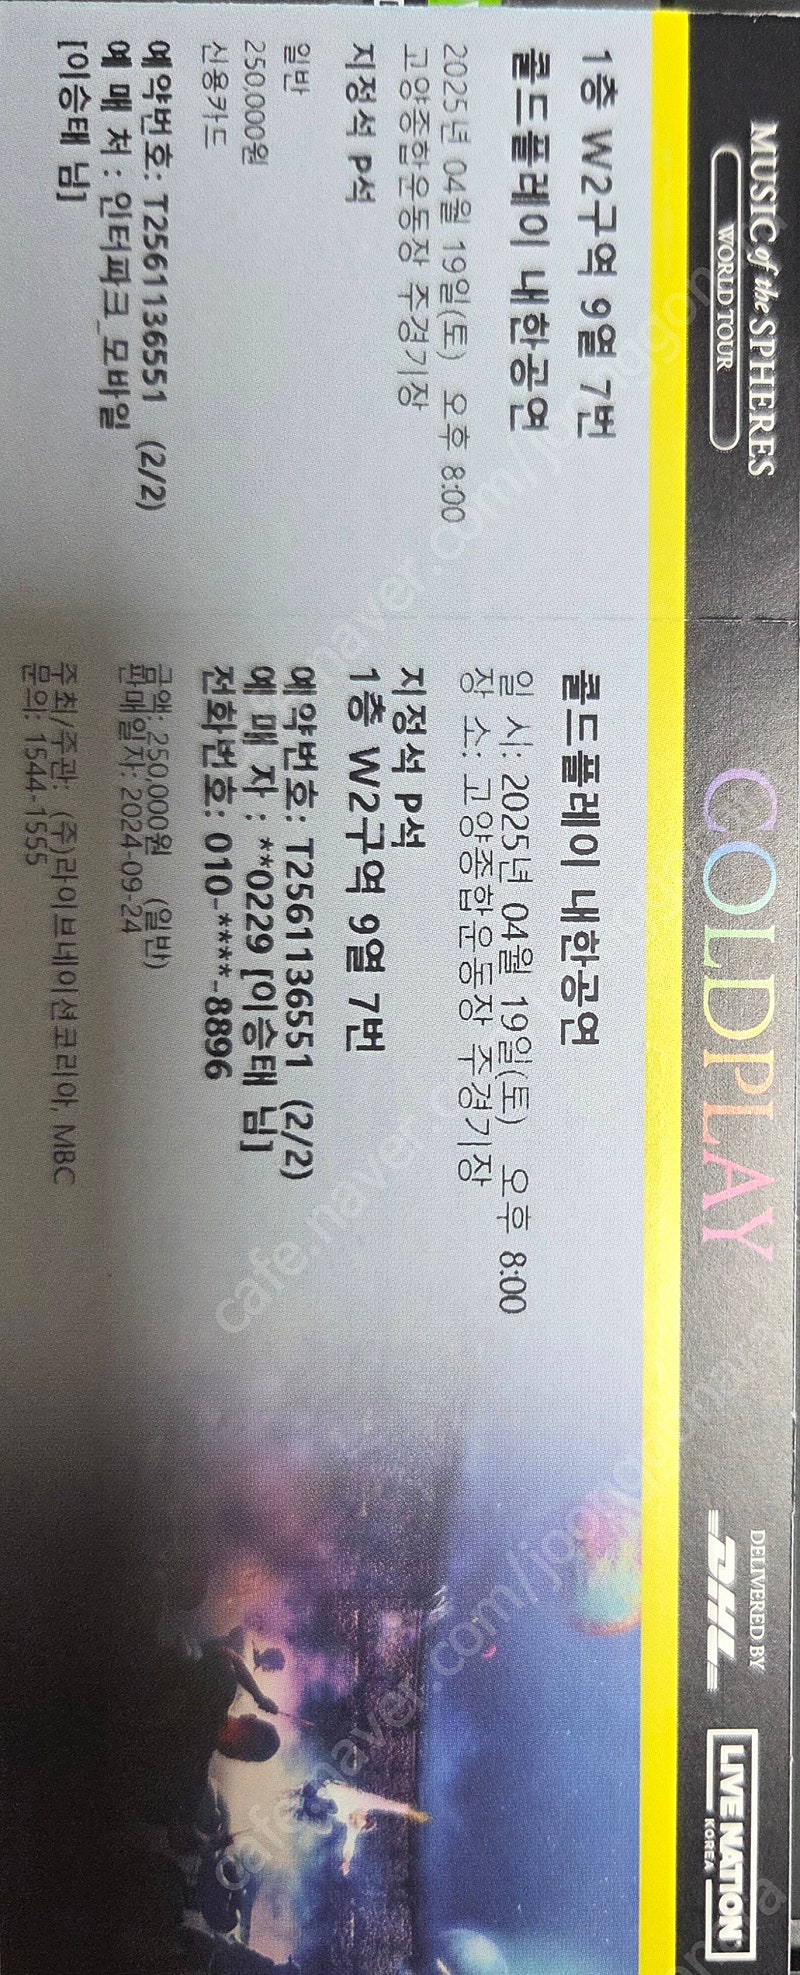 MUSIC of the SPHERES
WORLD TOUR
COLDPLAY
DELIVERED BY
DHL
LIVE NATION
KOREA
1층 W2구역 9열 7번
콜드플레이 내한공연
2025년 04월 19일(토) 오후 8:00
고양종합운동장 주경기장
지정석 P석
일반
250,000원
신용카드
예약번호: T2561136551 (2/2)
예 매 처 : 인터파크_모바일
[이승태 님]
콜드플레이 내한공연
일 시: 2025년 04월 19일(토) 오후 8:00
장 소: 고양종합운동장 주경기장
지정석 P석
1층 W2구역 9열 7번
예약번호: T2561136551 (2/2)
예 매 자 : **0229 [이승태 님]
전화번호: 010-****-8896
금액: 250,000원 (일반)
판매일자: 2024-09-24
주최/주관: (주)라이브네이션코리아, MBC
문의: 1544-1555
cafe.naver.com/joonggonara
cafe.naver.com/joonggonara
cafe.naver.com/joonggonara